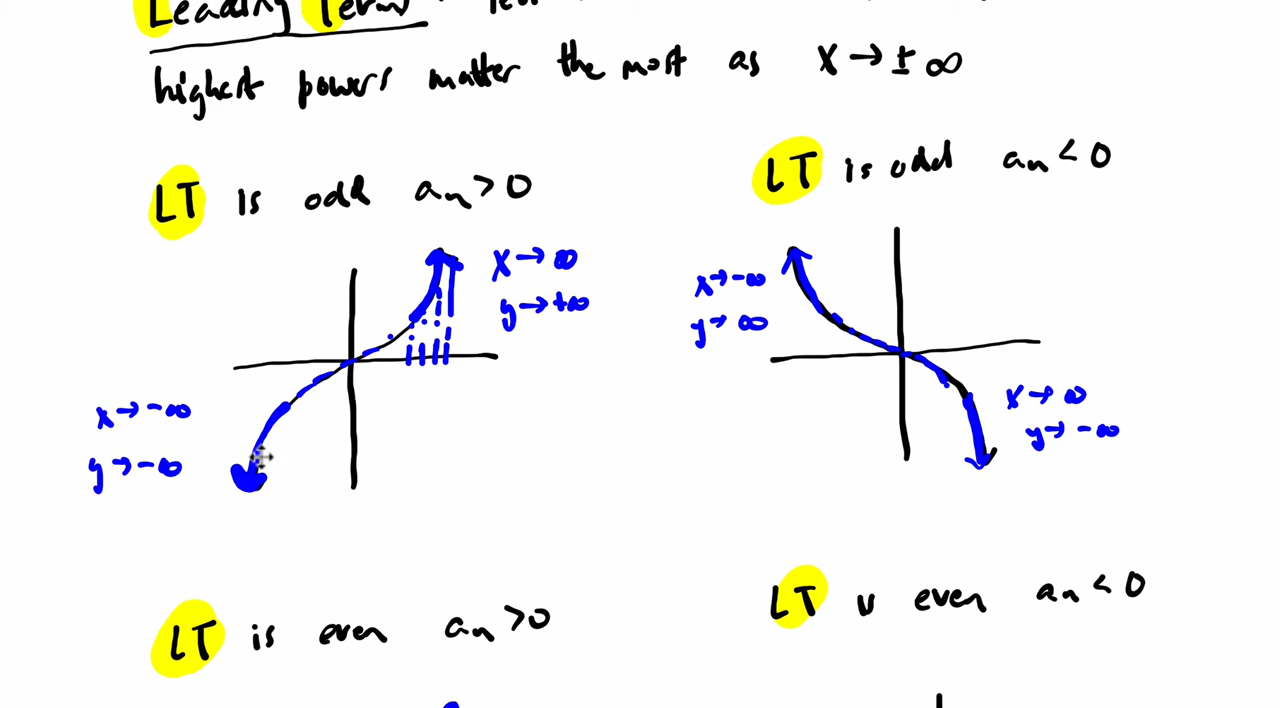 Leading Term
highest powers matter the most as x → ± ∞
LT is odd an > 0
LT is odd an < 0
x → ∞
y → +∞
x → -∞
y → ∞
x → -∞
y → -∞
x → ∞
y → -∞
LT is even an > 0
LT is even an < 0